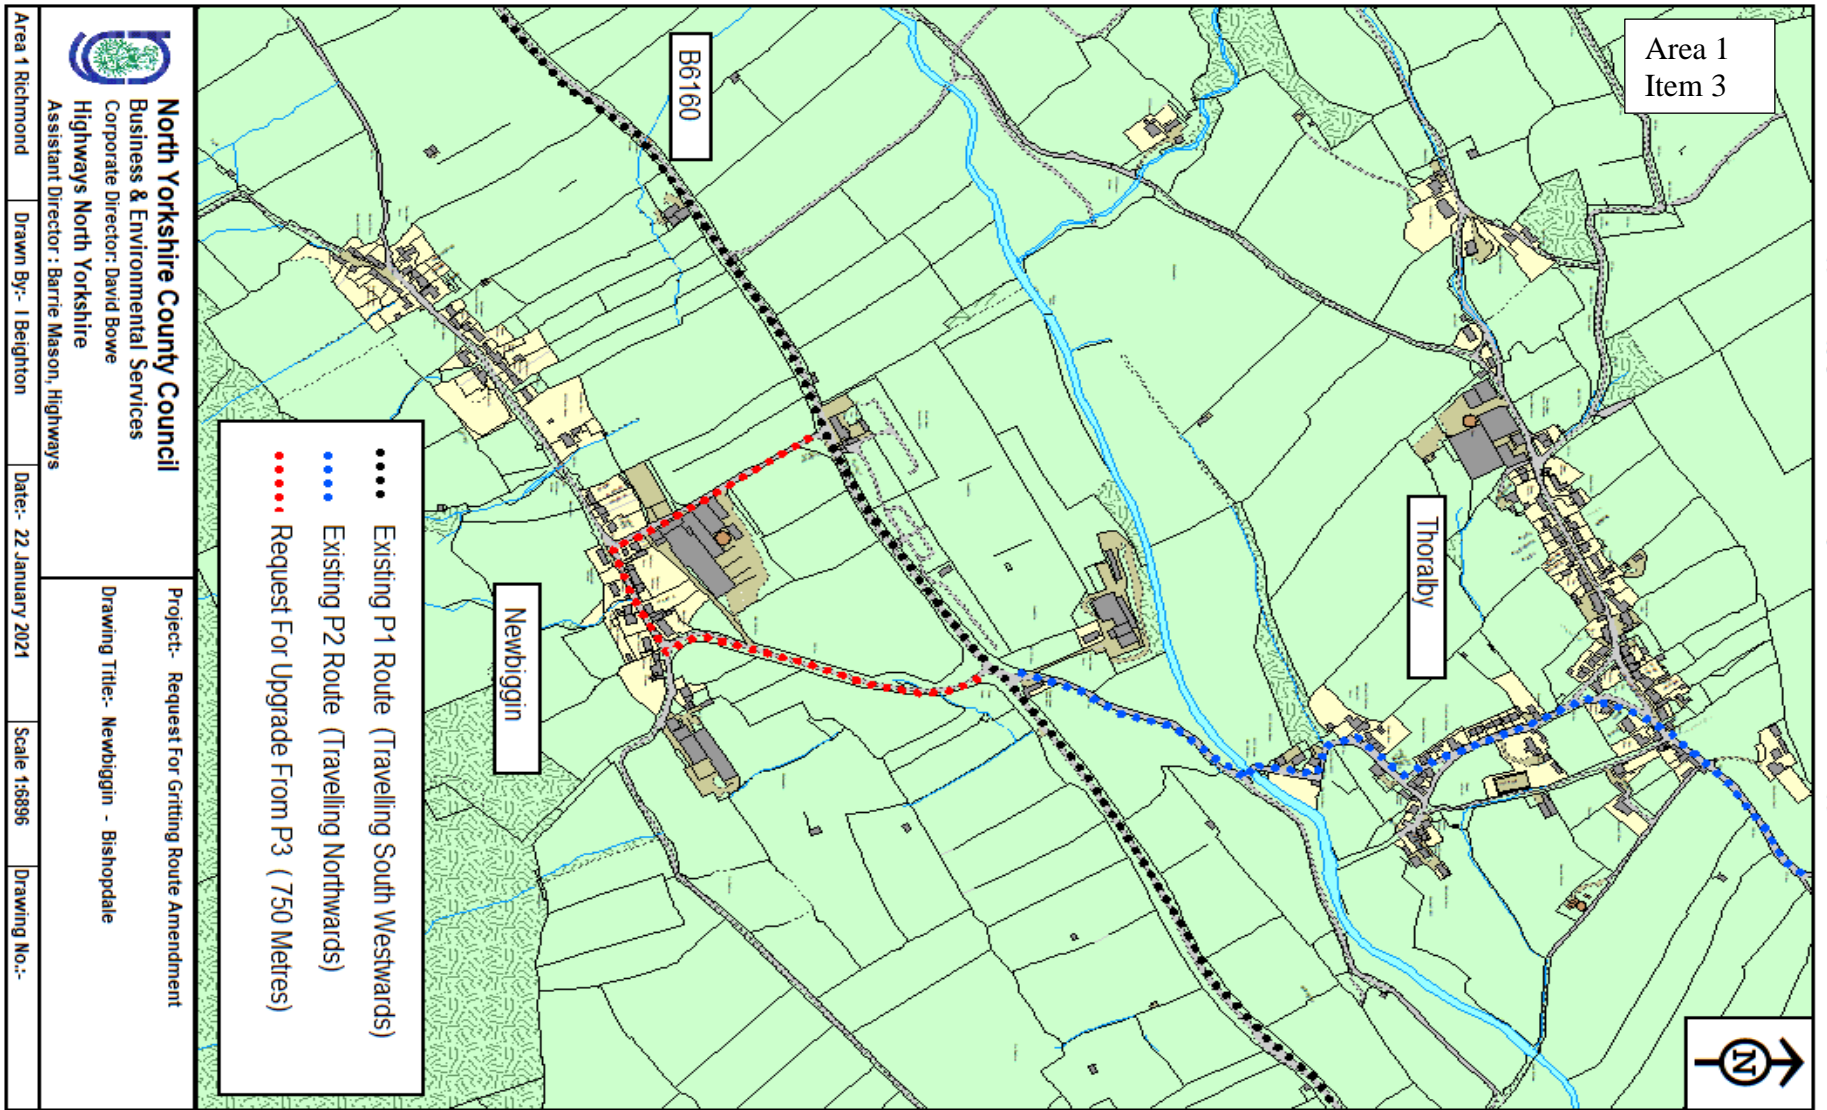 Area 1
Item 3
B6160
Thoralby
Newbiggin
Existing P1 Route (Travelling South Westwards)
Existing P2 Route (Travelling Northwards)
Request For Upgrade From P3 ( 750 Metres)
N
North Yorkshire County Council
Business & Environmental Services
Corporate Director: David Bowe
Highways North Yorkshire
Assistant Director : Barrie Mason, Highways
Project:- Request For Gritting Route Amendment
Drawing Title:- Newbiggin - Bishopdale
Area 1 Richmond
Drawn By:- I Beighton
Date:- 22 January 2021
Scale 1:6896
Drawing No.:-